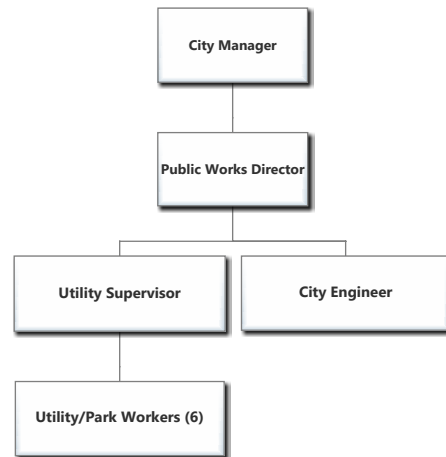 City Manager
Public Works Director
Utility Supervisor
City Engineer
Utility/Park Workers (6)